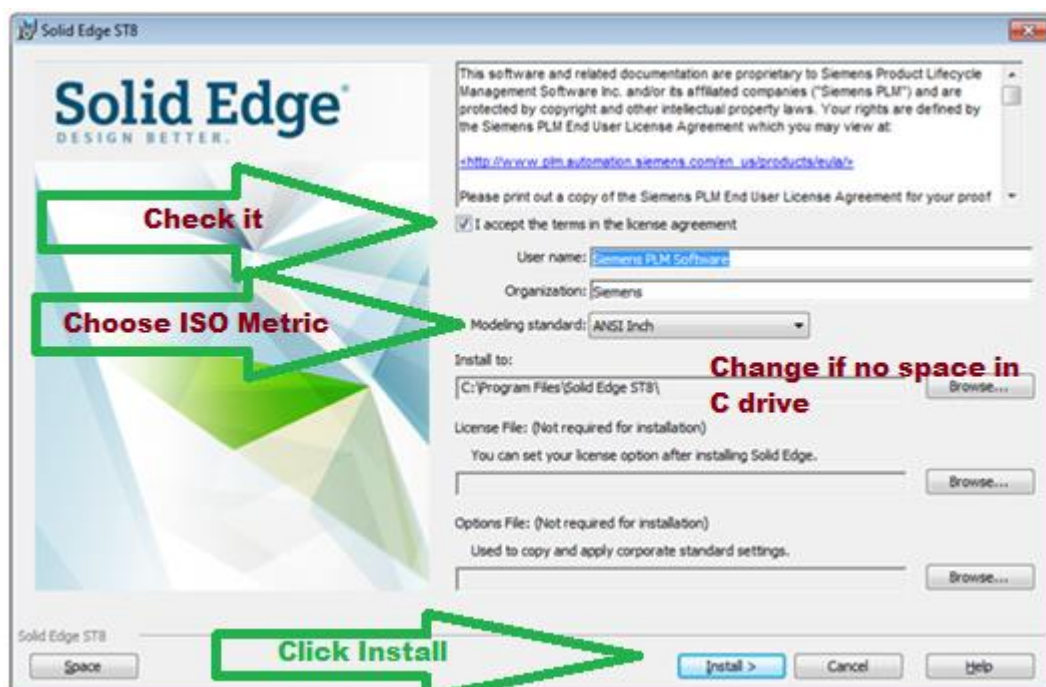 Solid Edge ST8
Solid Edge®
DESIGN BETTER.
This software and related documentation are proprietary to Siemens Product Lifecycle
Management Software Inc. and/or its affiliated companies ("Siemens PLM") and are
protected by copyright and other intellectual property laws. Your rights are defined by
the Siemens PLM End User License Agreement which you may view at:
<http://www.plm.automation.siemens.com/en_us/products/eula/>
Please print out a copy of the Siemens PLM End User License Agreement for your proof
Check it
I accept the terms in the license agreement
User name: Siemens PLM Software
Organization: Siemens
Choose ISO Metric
Modeling standard: ANSI Inch
Install to:
Change if no space in
C drive
C:\Program Files\Solid Edge ST8\
Browse...
License File: (Not required for installation)
You can set your license option after installing Solid Edge.
Browse...
Options File: (Not required for installation)
Used to copy and apply corporate standard settings.
Browse...
Solid Edge ST8
Click Install
Space
Install >
Cancel
Help